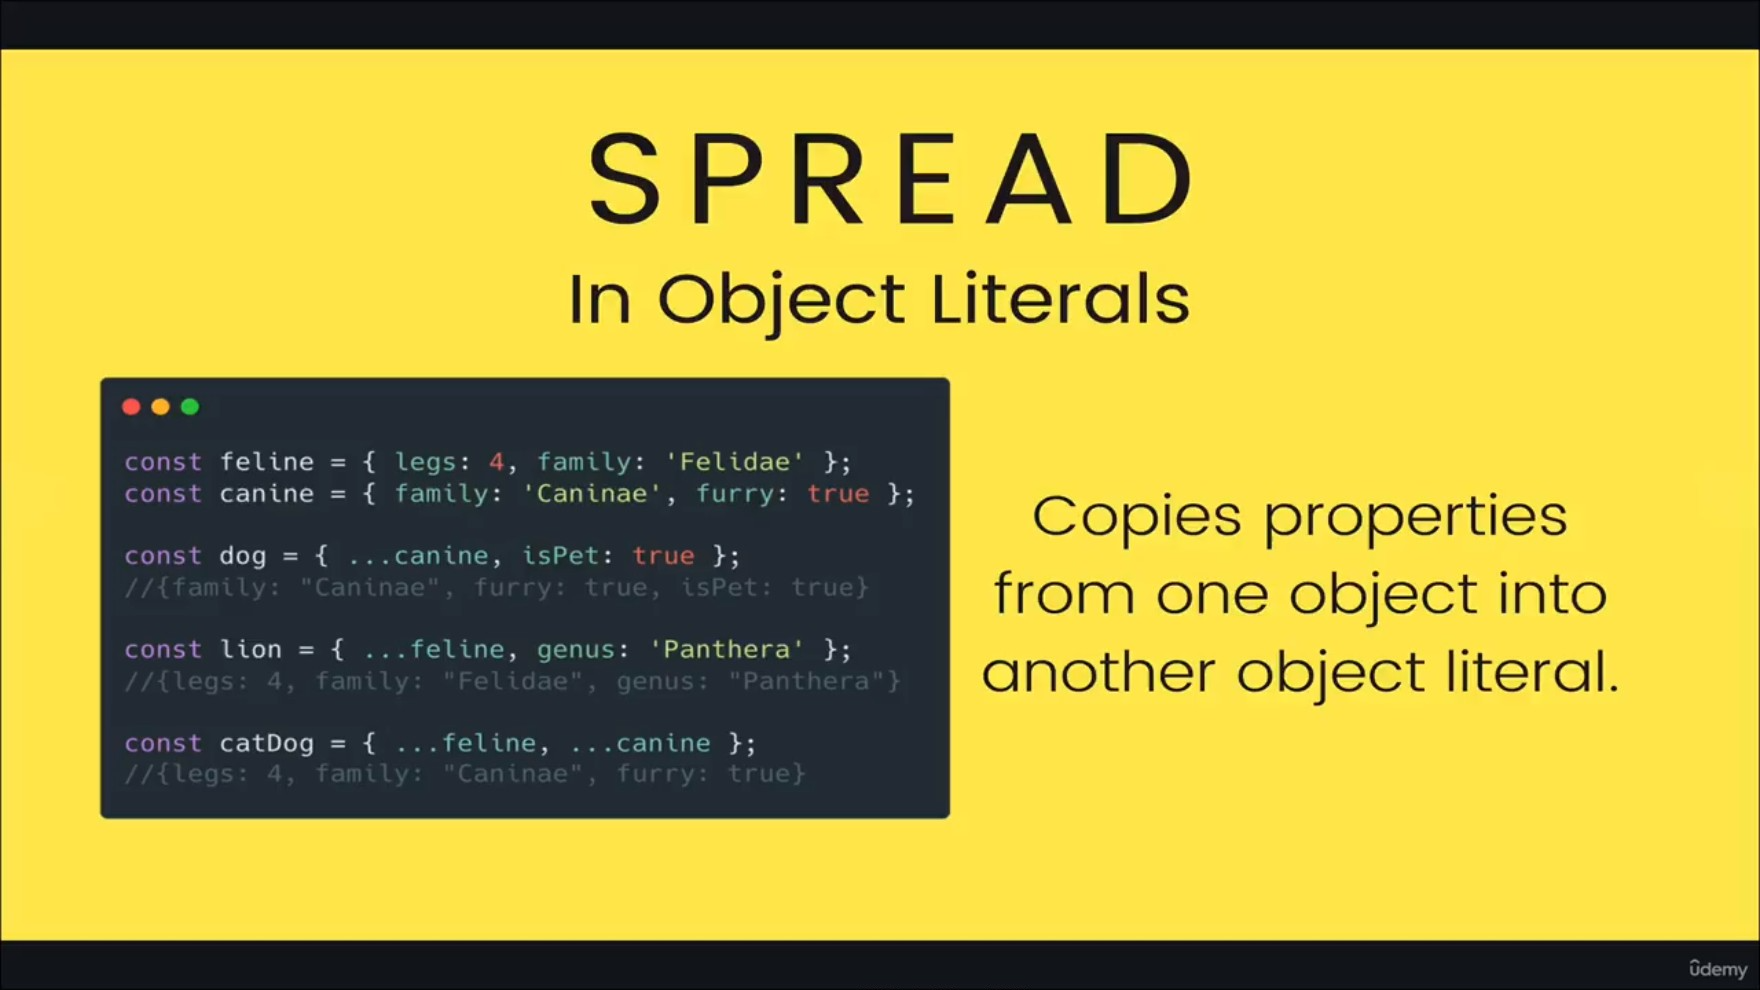 SPREAD
In Object Literals
const feline = { legs: 4, family: 'Felidae' };
const canine = { family: 'Caninae', furry: true };
const dog = { ...canine, isPet: true };
//{family: "Caninae", furry: true, isPet: true}
const lion = { ...feline, genus: 'Panthera' };
//{legs: 4, family: "Felidae", genus: "Panthera"}
const catDog = { ...feline, ...canine };
//{legs: 4, family: "Caninae", furry: true}
Copies properties
from one object into
another object literal.
ûdemy